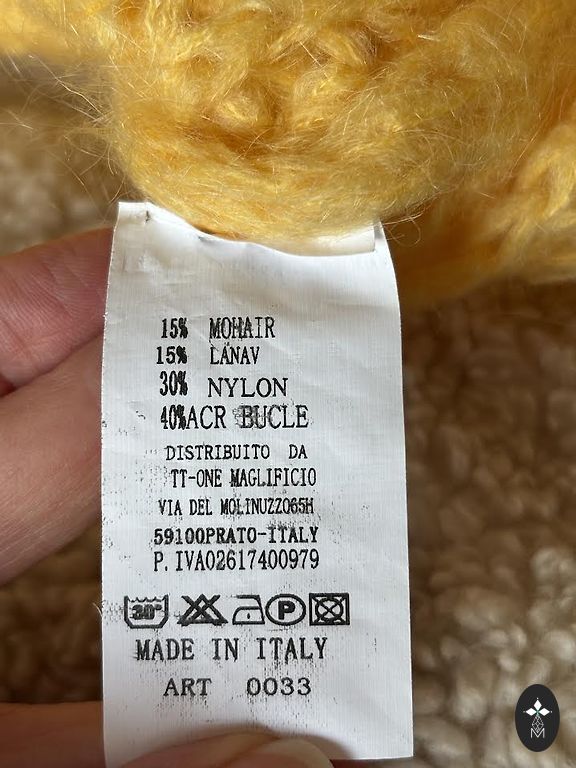 15% MOHAIR
15% LANAV
30% NYLON
40%ACR BUCLE
DISTRIBUITO DA
TT-ONE MAGLIFICIO
VIA DEL MOLINUZZO65H
59100PRATO-ITALY
P.IVA02617400979
30° P
MADE IN ITALY
ART 0033
M